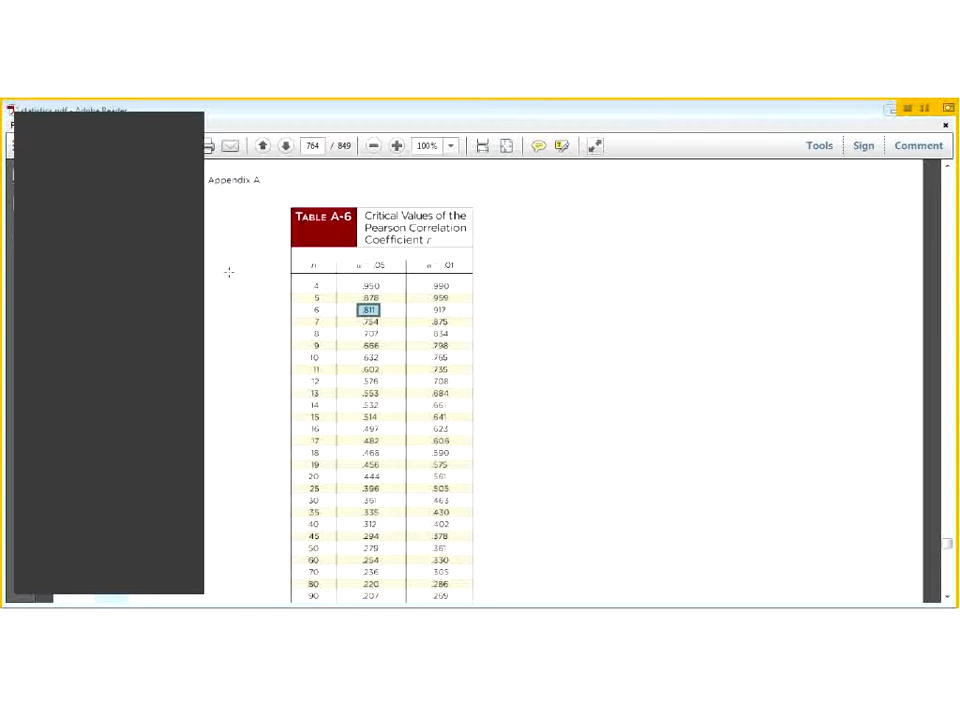 statistics.pdf - Adobe Reader
764 / 849 100% Tools Sign Comment
Appendix A
TABLE A-6 Critical Values of the
Pearson Correlation
Coefficient r
n α .05 α .01
4 .950 .990
5 .878 .959
6 .811 .917
7 .754 .875
8 .707 .834
9 .666 .798
10 .632 .765
11 .602 .735
12 .576 .708
13 .553 .684
14 .532 .661
15 .514 .641
16 .497 .623
17 .482 .606
18 .468 .590
19 .456 .575
20 .444 .561
25 .396 .505
30 .361 .463
35 .335 .430
40 .312 .402
45 .294 .378
50 .279 .361
60 .254 .330
70 .236 .305
80 .220 .286
90 .207 .269